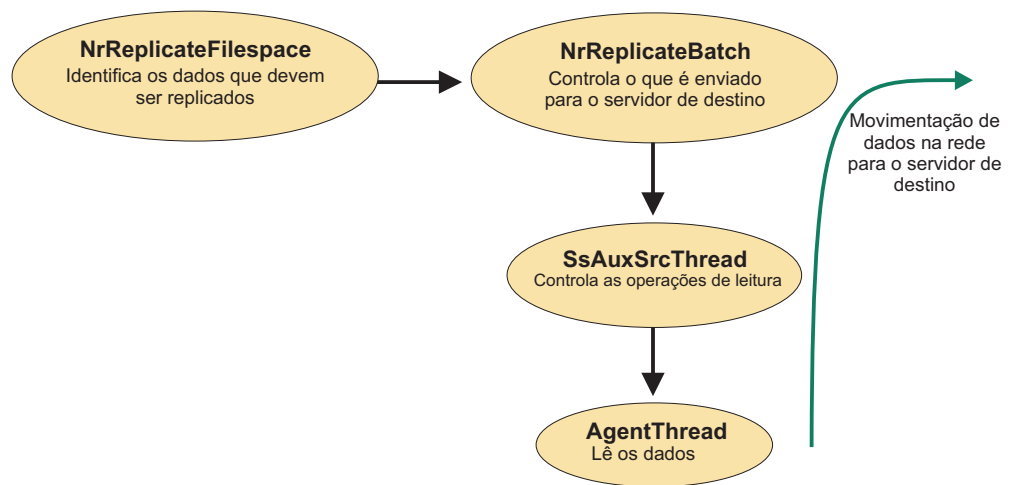 NrReplicateFilespace
Identifica os dados que devem
ser replicados
NrReplicateBatch
Controla o que é enviado
para o servidor de destino
Movimentação de
dados na rede
para o servidor de
destino
SsAuxSrcThread
Controla as operações de leitura
AgentThread
Lê os dados